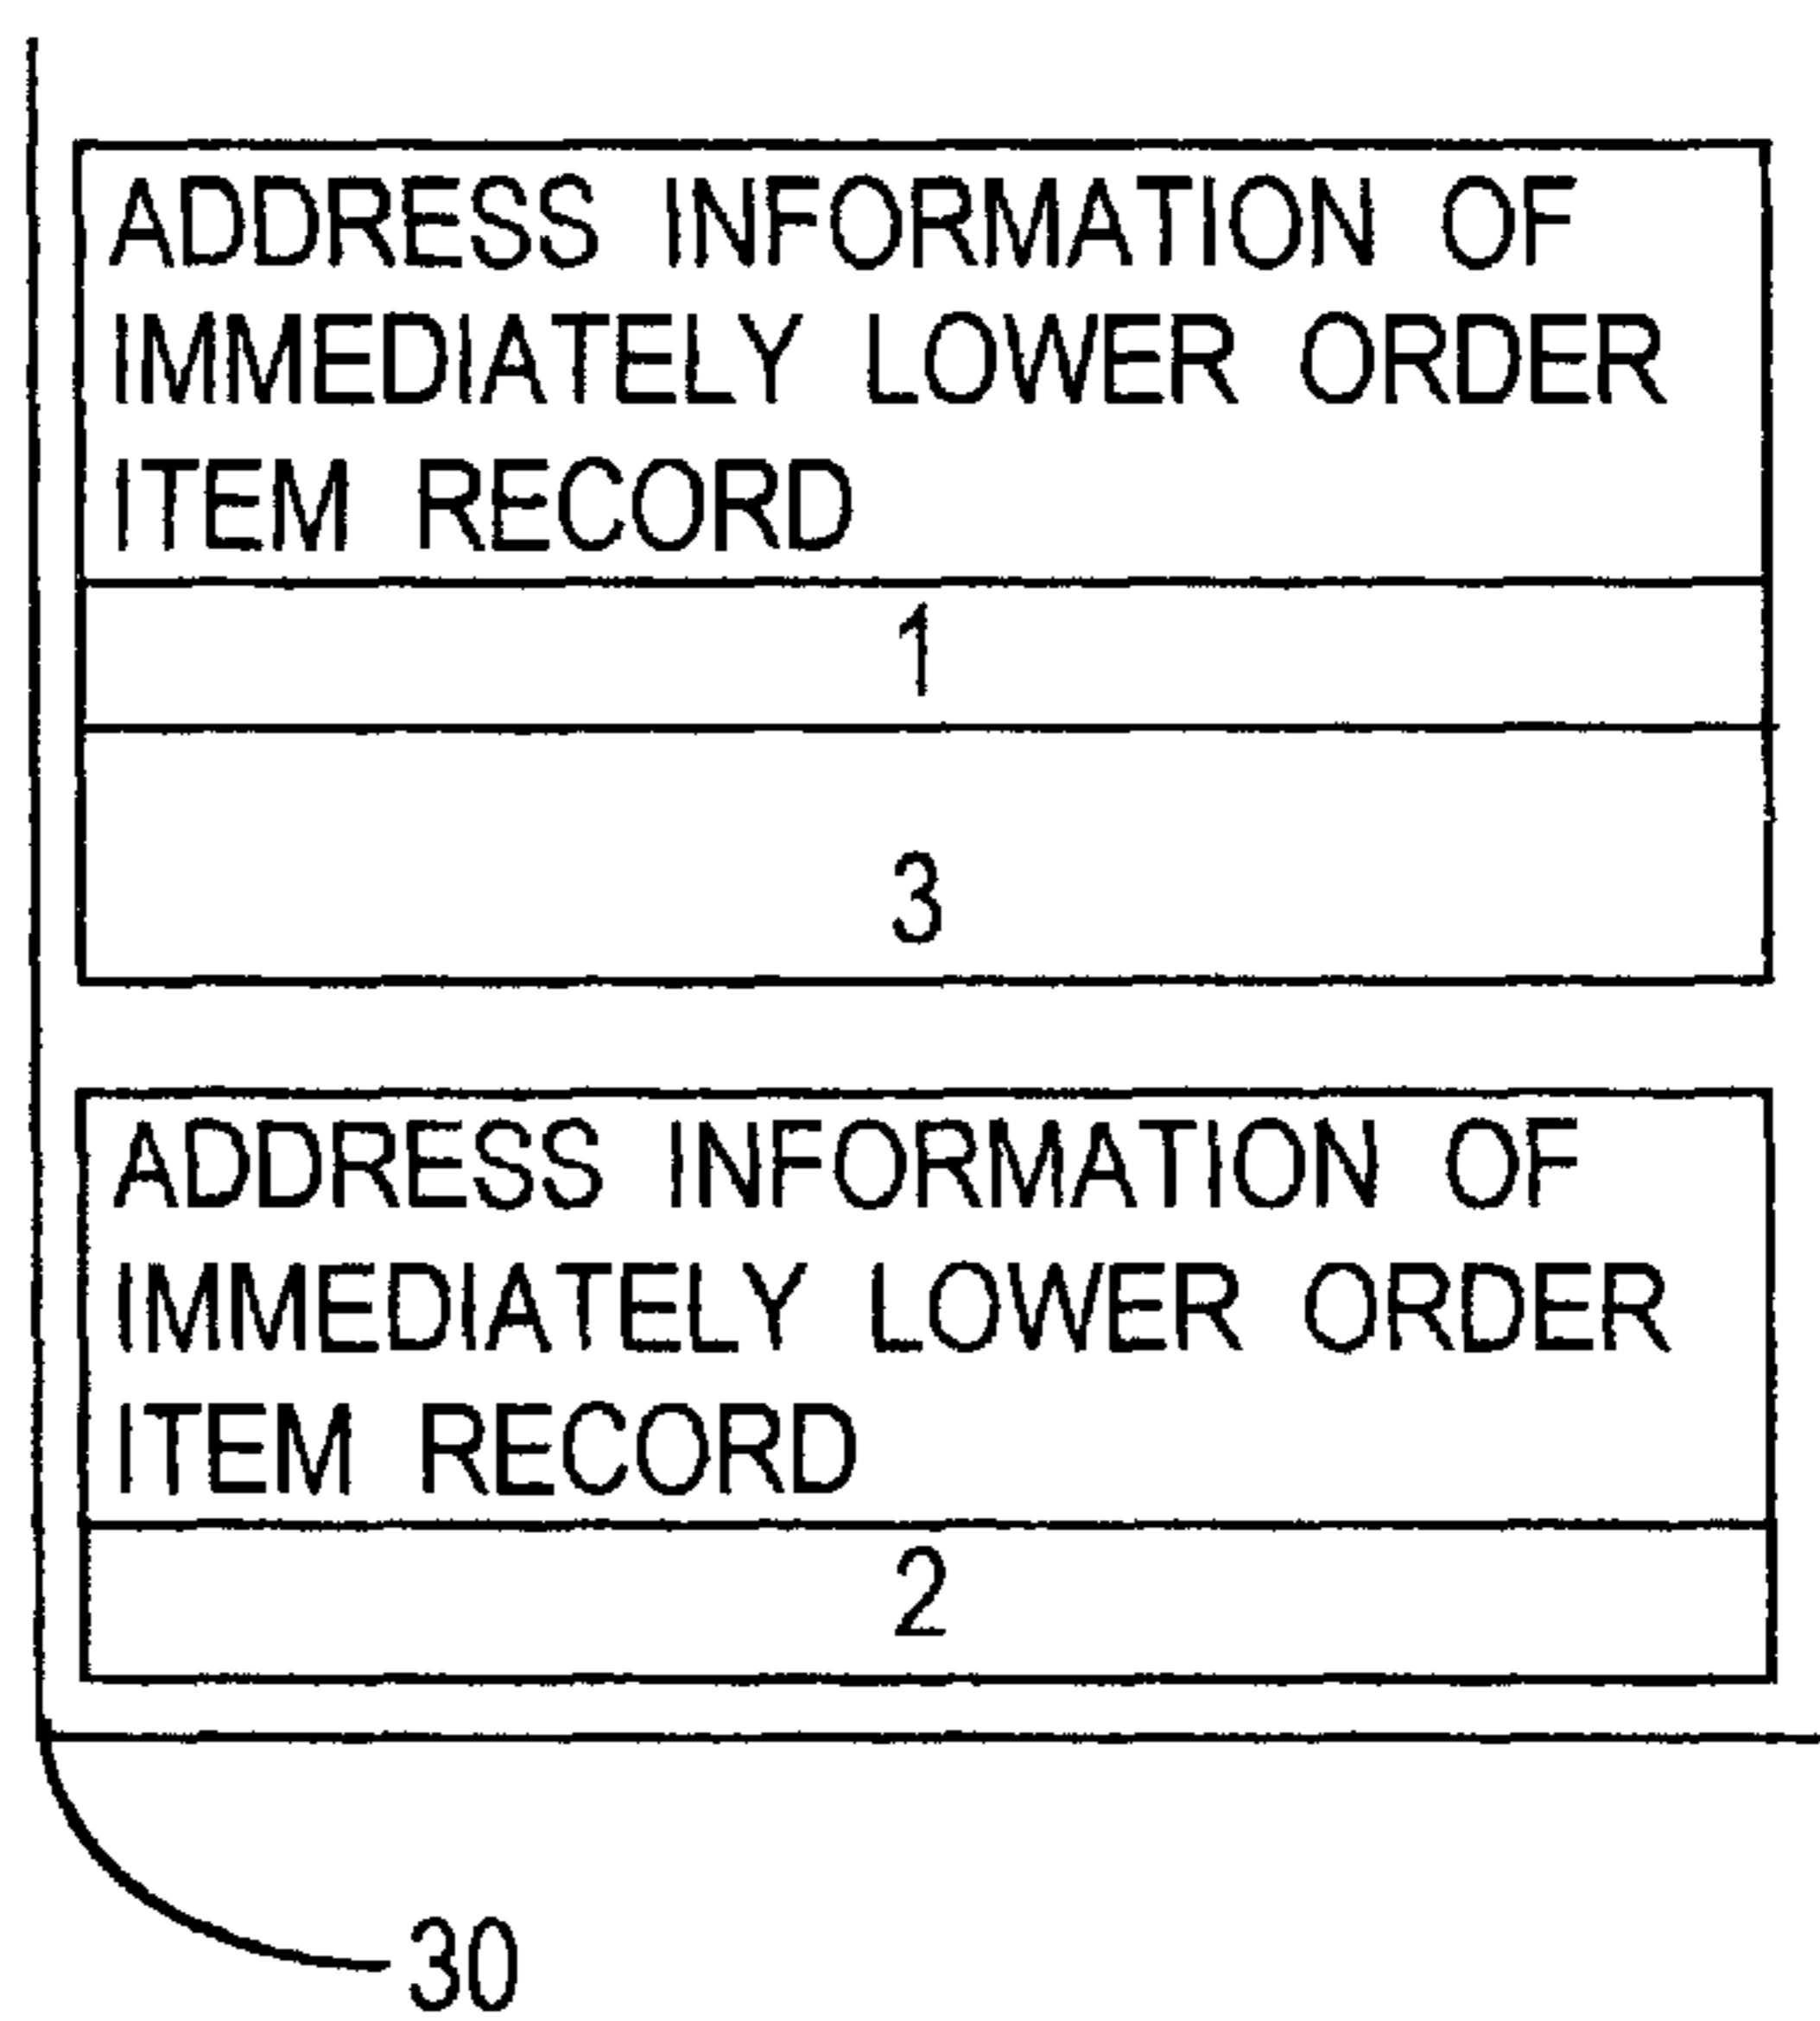 ADDRESS INFORMATION OF
IMMEDIATELY LOWER ORDER
ITEM RECORD
1
3
ADDRESS INFORMATION OF
IMMEDIATELY LOWER ORDER
ITEM RECORD
2
30